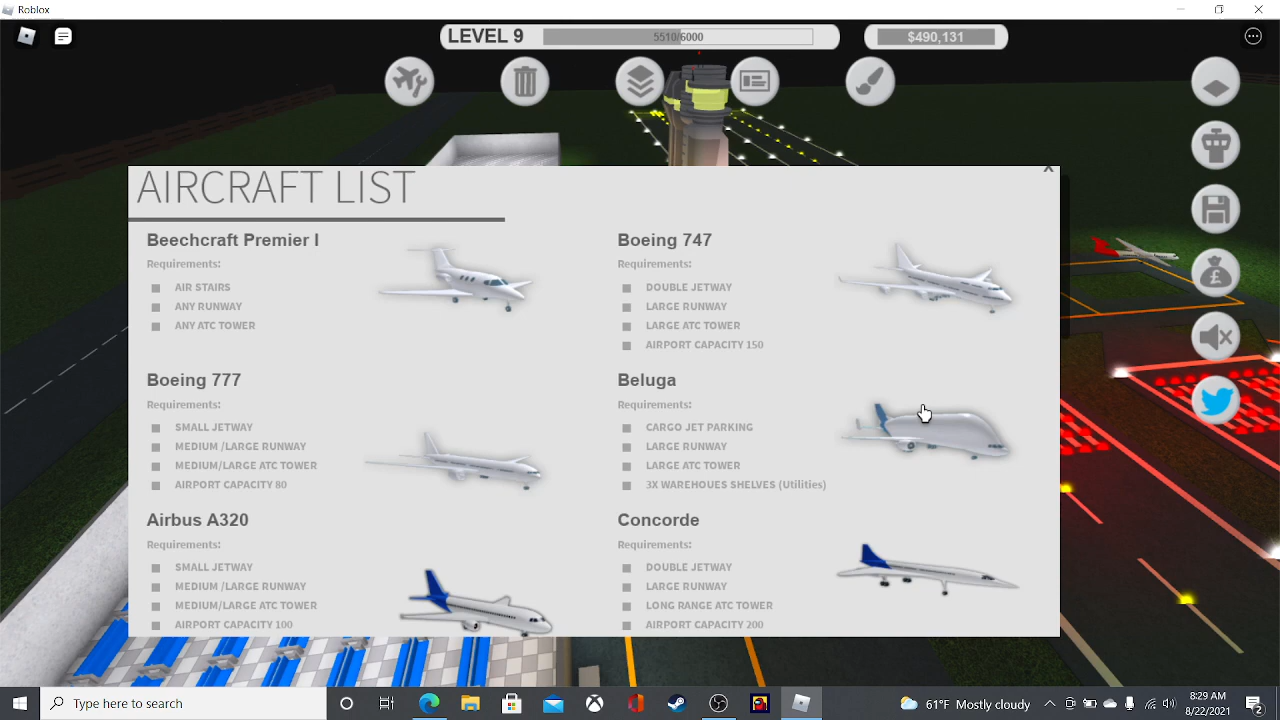 Roblox
LEVEL 9
5510/6000
$490,131
AIRCRAFT LIST
X
Beechcraft Premier I
Requirements:
AIR STAIRS
ANY RUNWAY
ANY ATC TOWER
Boeing 747
Requirements:
DOUBLE JETWAY
LARGE RUNWAY
LARGE ATC TOWER
AIRPORT CAPACITY 150
Boeing 777
Requirements:
SMALL JETWAY
MEDIUM /LARGE RUNWAY
MEDIUM/LARGE ATC TOWER
AIRPORT CAPACITY 80
Beluga
Requirements:
CARGO JET PARKING
LARGE RUNWAY
LARGE ATC TOWER
3X WAREHOUES SHELVES (Utilities)
Airbus A320
Requirements:
SMALL JETWAY
MEDIUM /LARGE RUNWAY
MEDIUM/LARGE ATC TOWER
AIRPORT CAPACITY 100
Concorde
Requirements:
DOUBLE JETWAY
LARGE RUNWAY
LONG RANGE ATC TOWER
AIRPORT CAPACITY 200
Type here to search
51°F Mostly cloudy
8:29 AM